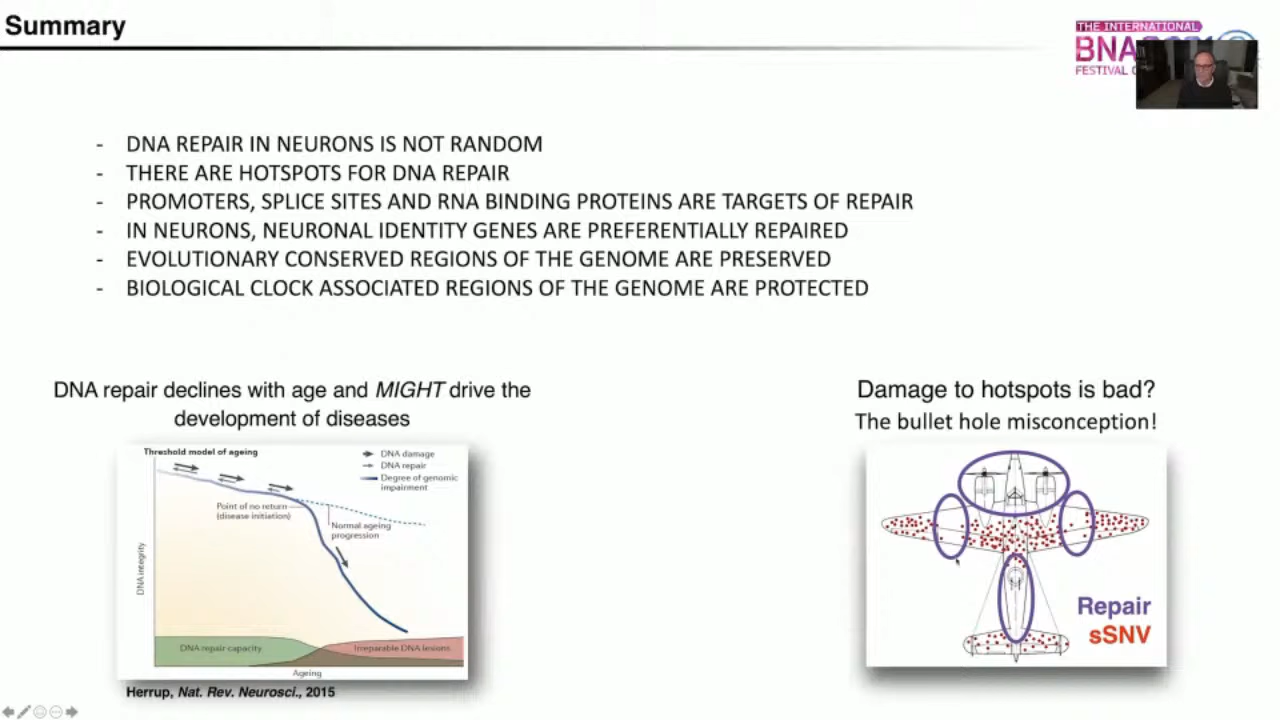 Summary
THE INTERNATIONAL
BNA
FESTIVAL
- DNA REPAIR IN NEURONS IS NOT RANDOM
- THERE ARE HOTSPOTS FOR DNA REPAIR
- PROMOTERS, SPLICE SITES AND RNA BINDING PROTEINS ARE TARGETS OF REPAIR
- IN NEURONS, NEURONAL IDENTITY GENES ARE PREFERENTIALLY REPAIRED
- EVOLUTIONARY CONSERVED REGIONS OF THE GENOME ARE PRESERVED
- BIOLOGICAL CLOCK ASSOCIATED REGIONS OF THE GENOME ARE PROTECTED
DNA repair declines with age and MIGHT drive the
development of diseases
Threshold model of ageing
DNA damage
DNA repair
Degree of genomic
impairment
Point of no return
(disease initiation)
Normal ageing
progression
DNA integrity
DNA repair capacity
Irreparable DNA lesions
Ageing
Herrup, Nat. Rev. Neurosci., 2015
Damage to hotspots is bad?
The bullet hole misconception!
Repair
sSNV